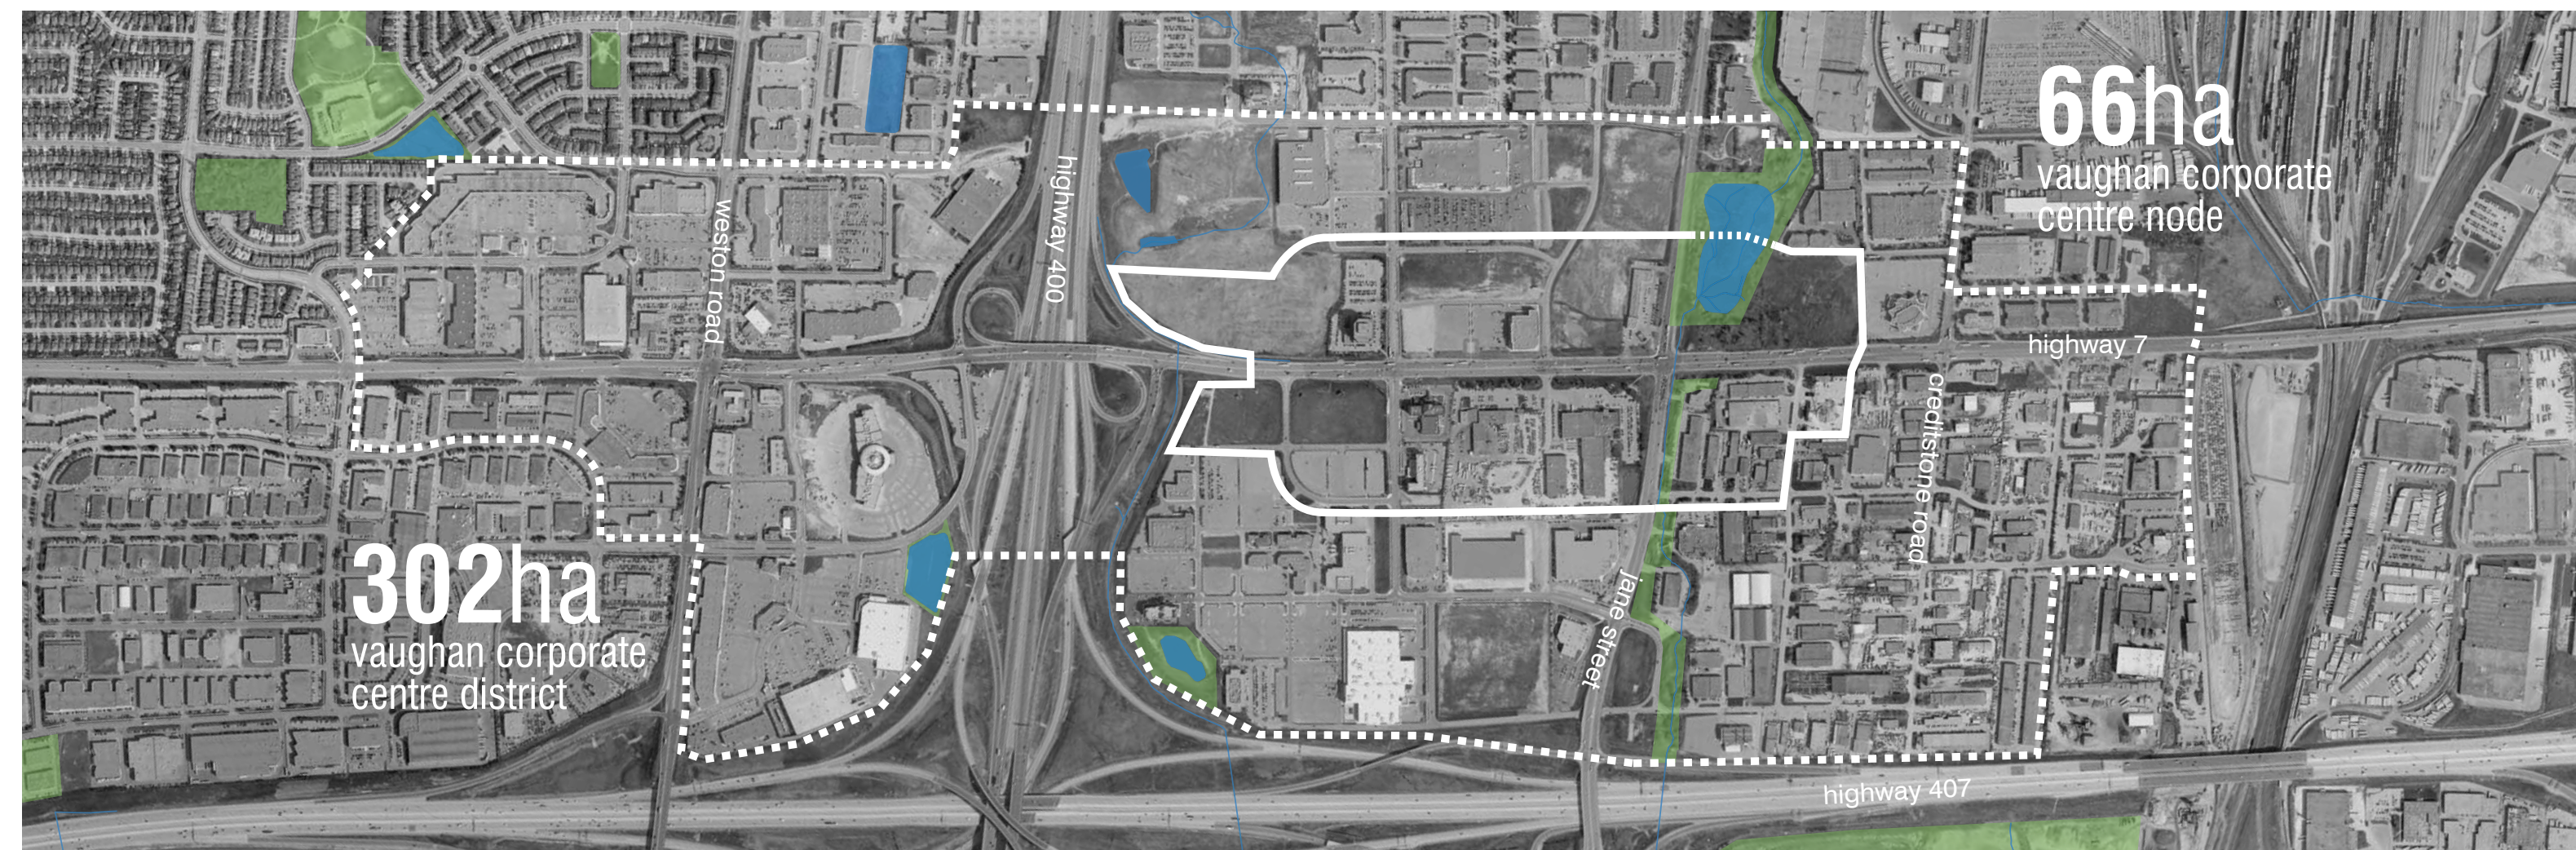 66ha
vaughan corporate
centre node
highway 400
weston road
highway 7
creditstone road
302ha
vaughan corporate
centre district
jane street
highway 407